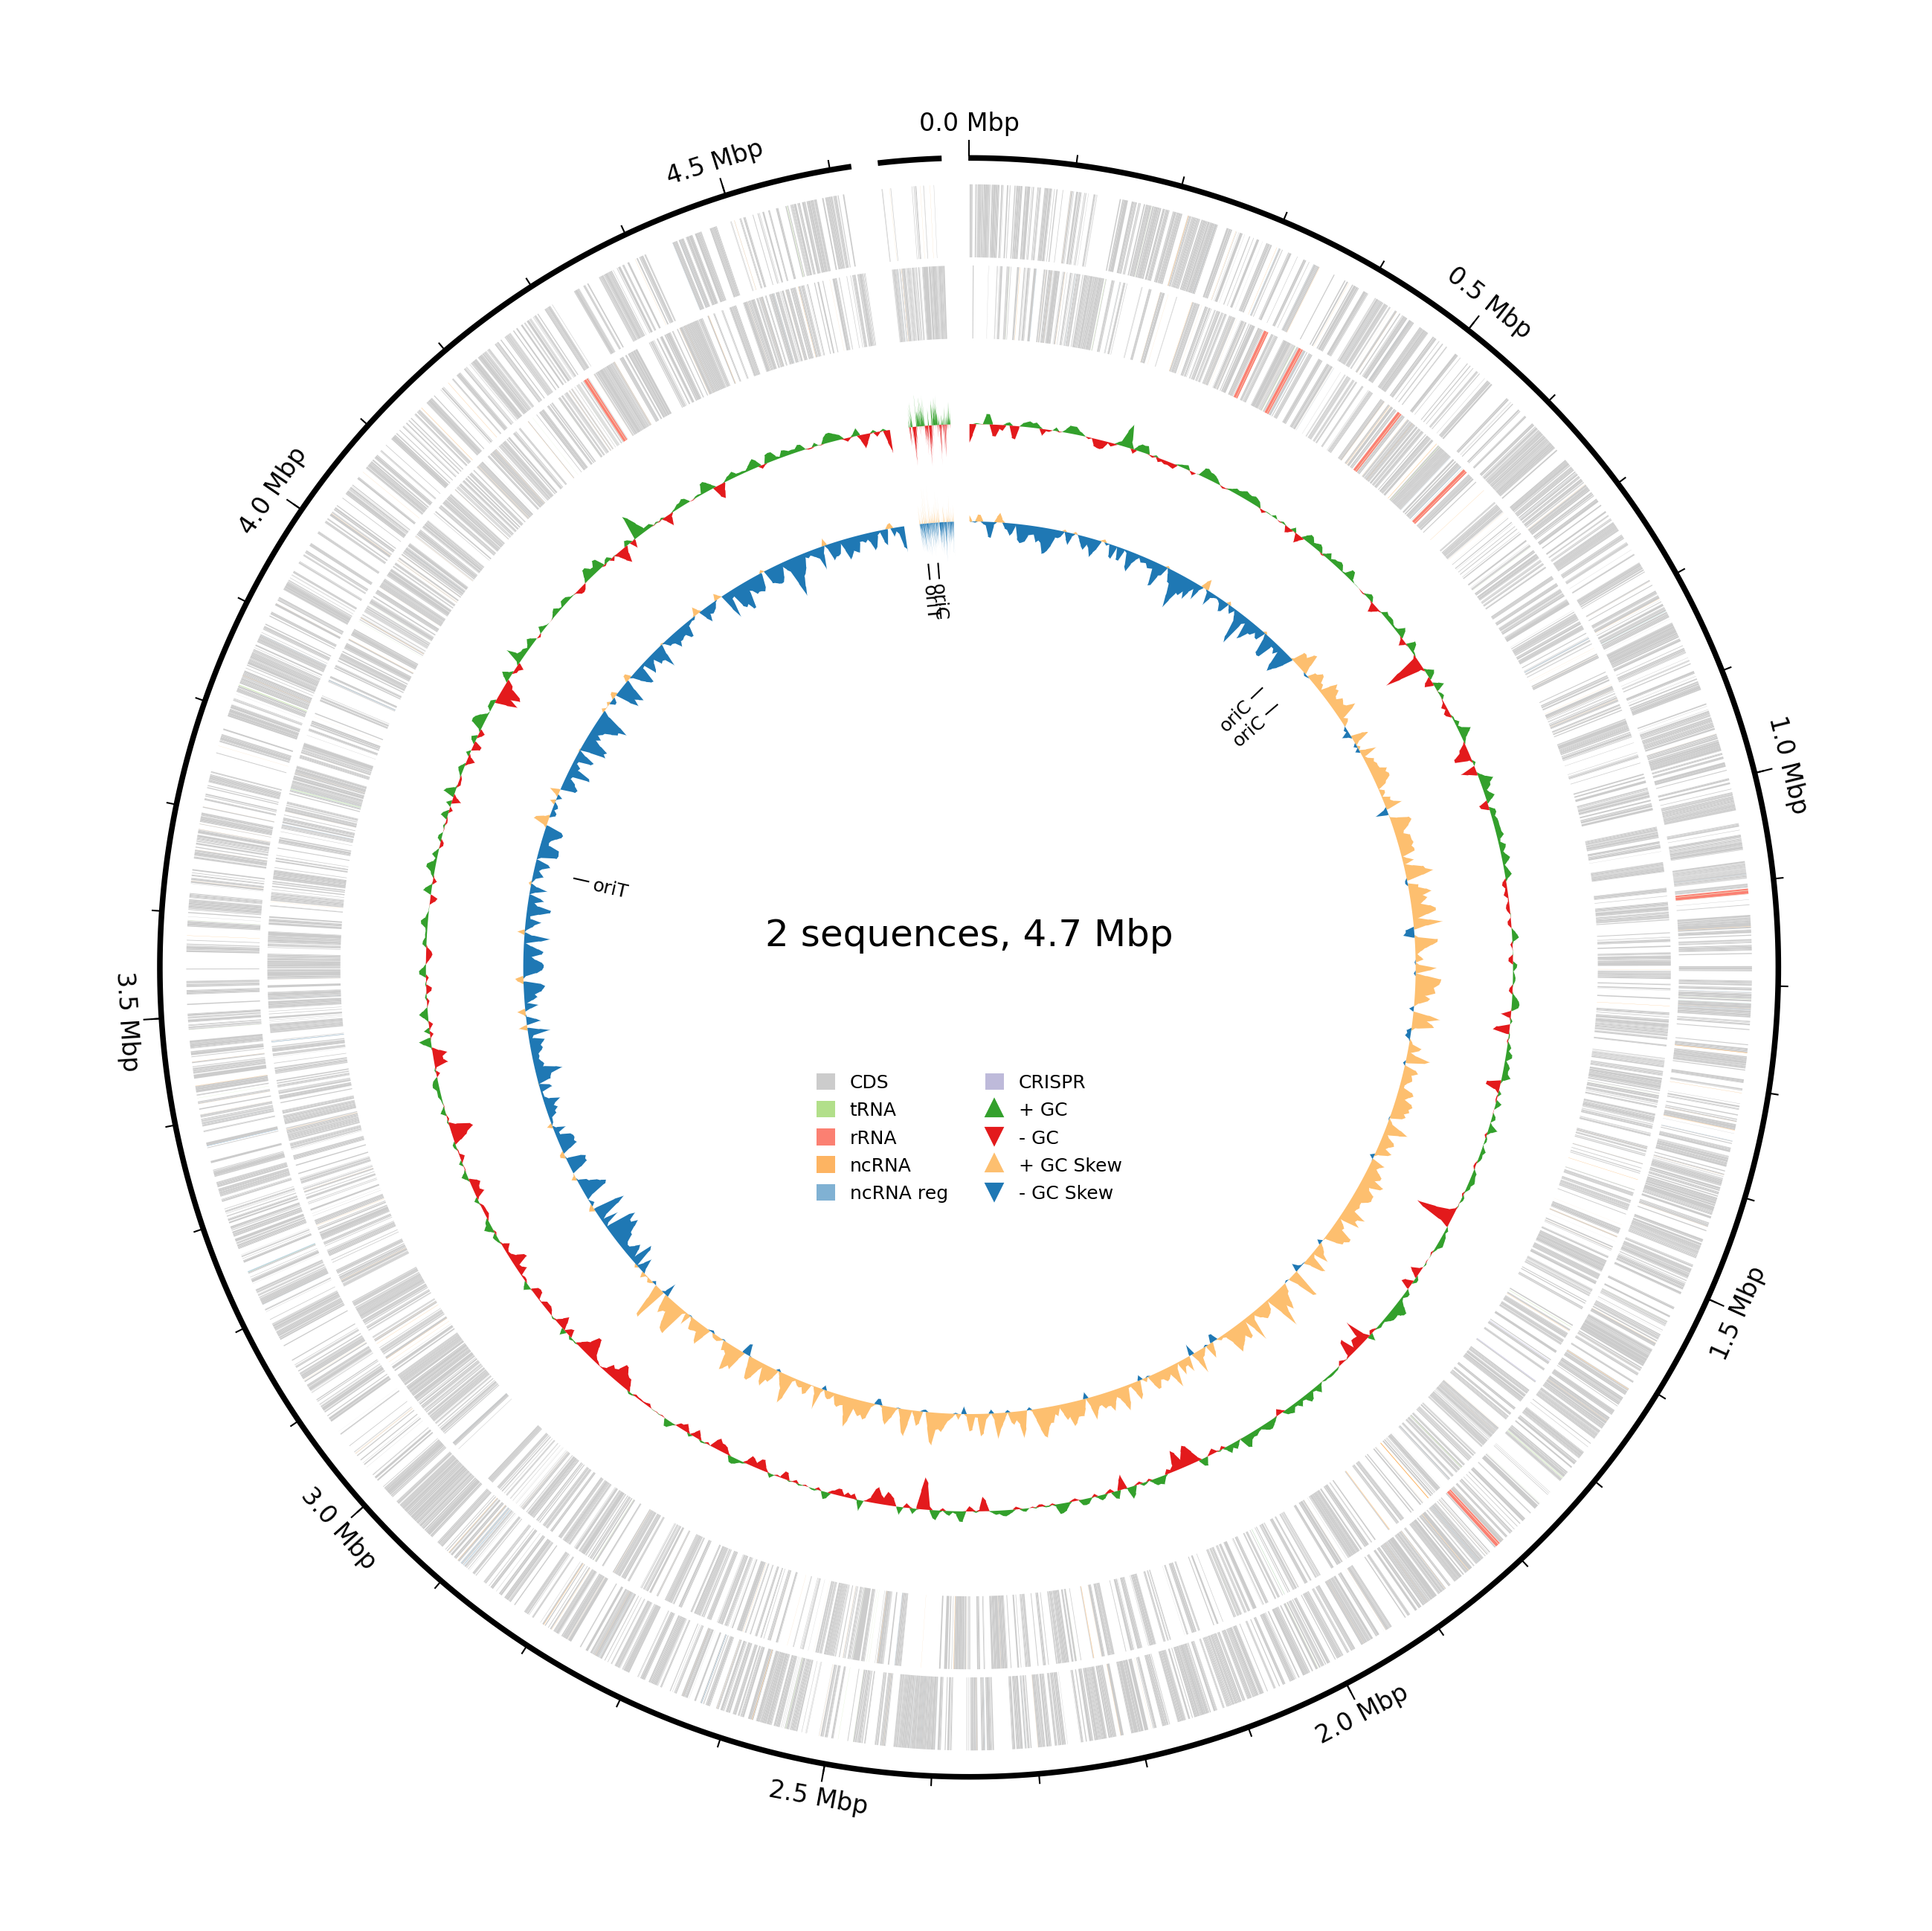 0.0 Mbp
0.5 Mbp
1.0 Mbp
1.5 Mbp
2.0 Mbp
2.5 Mbp
3.0 Mbp
3.5 Mbp
4.0 Mbp
4.5 Mbp
oriC
oriC
oriT
2 sequences, 4.7 Mbp
CDS
tRNA
rRNA
ncRNA
ncRNA reg
CRISPR
+ GC
- GC
+ GC Skew
- GC Skew